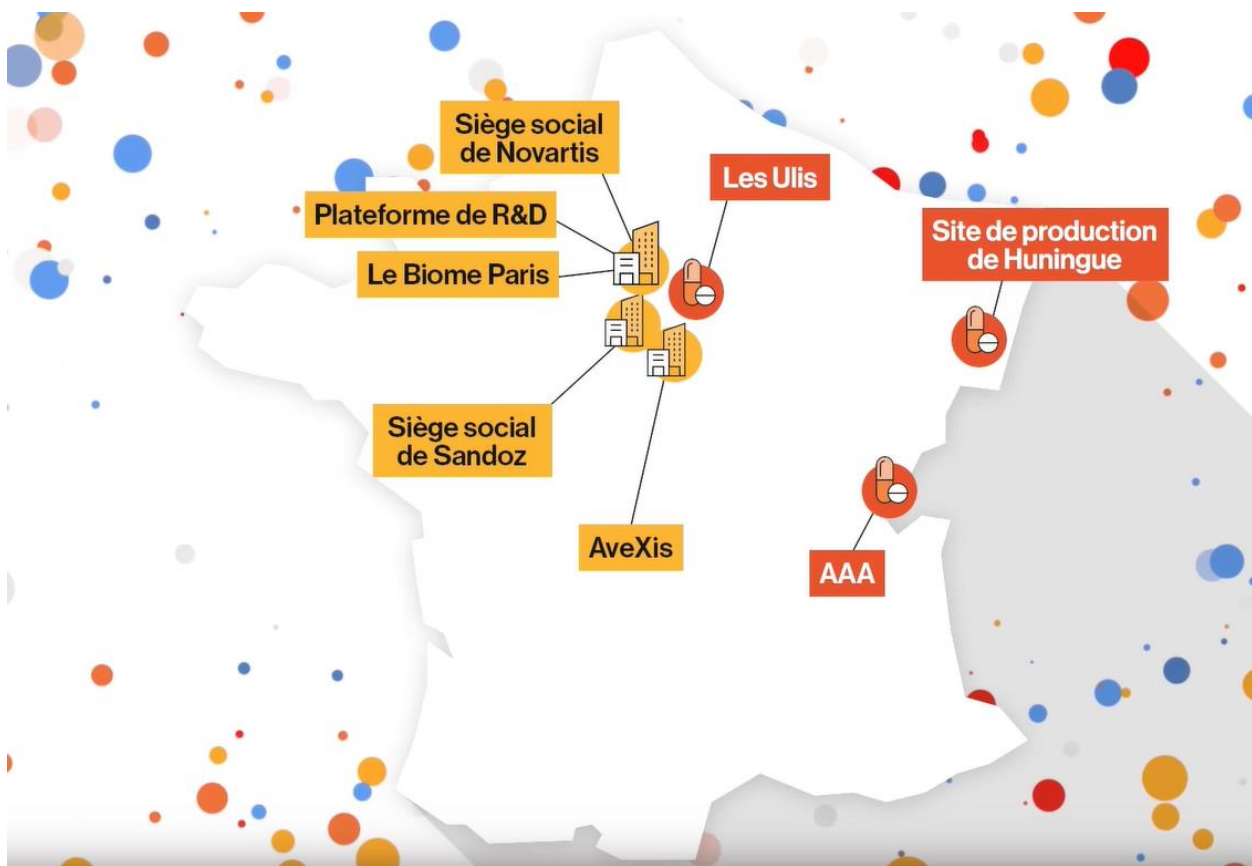 Siège social
de Novartis
Les Ulis
Plateforme de R&D
Site de production
de Huningue
Le Biome Paris
Siège social
de Sandoz
AveXis
AAA